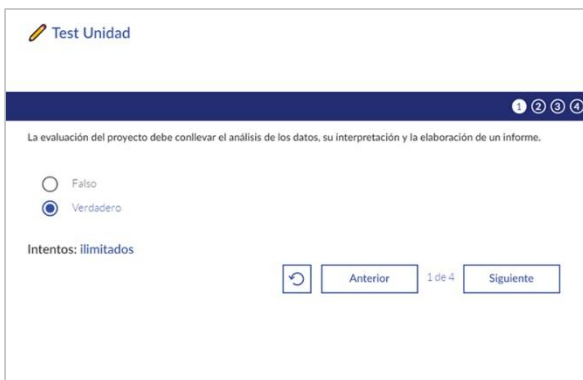 Test Unidad
1 2 3 4
La evaluación del proyecto debe conllevar el análisis de los datos, su interpretación y la elaboración de un informe.
Falso
Verdadero
Intentos: ilimitados
Anterior 1 de 4 Siguiente